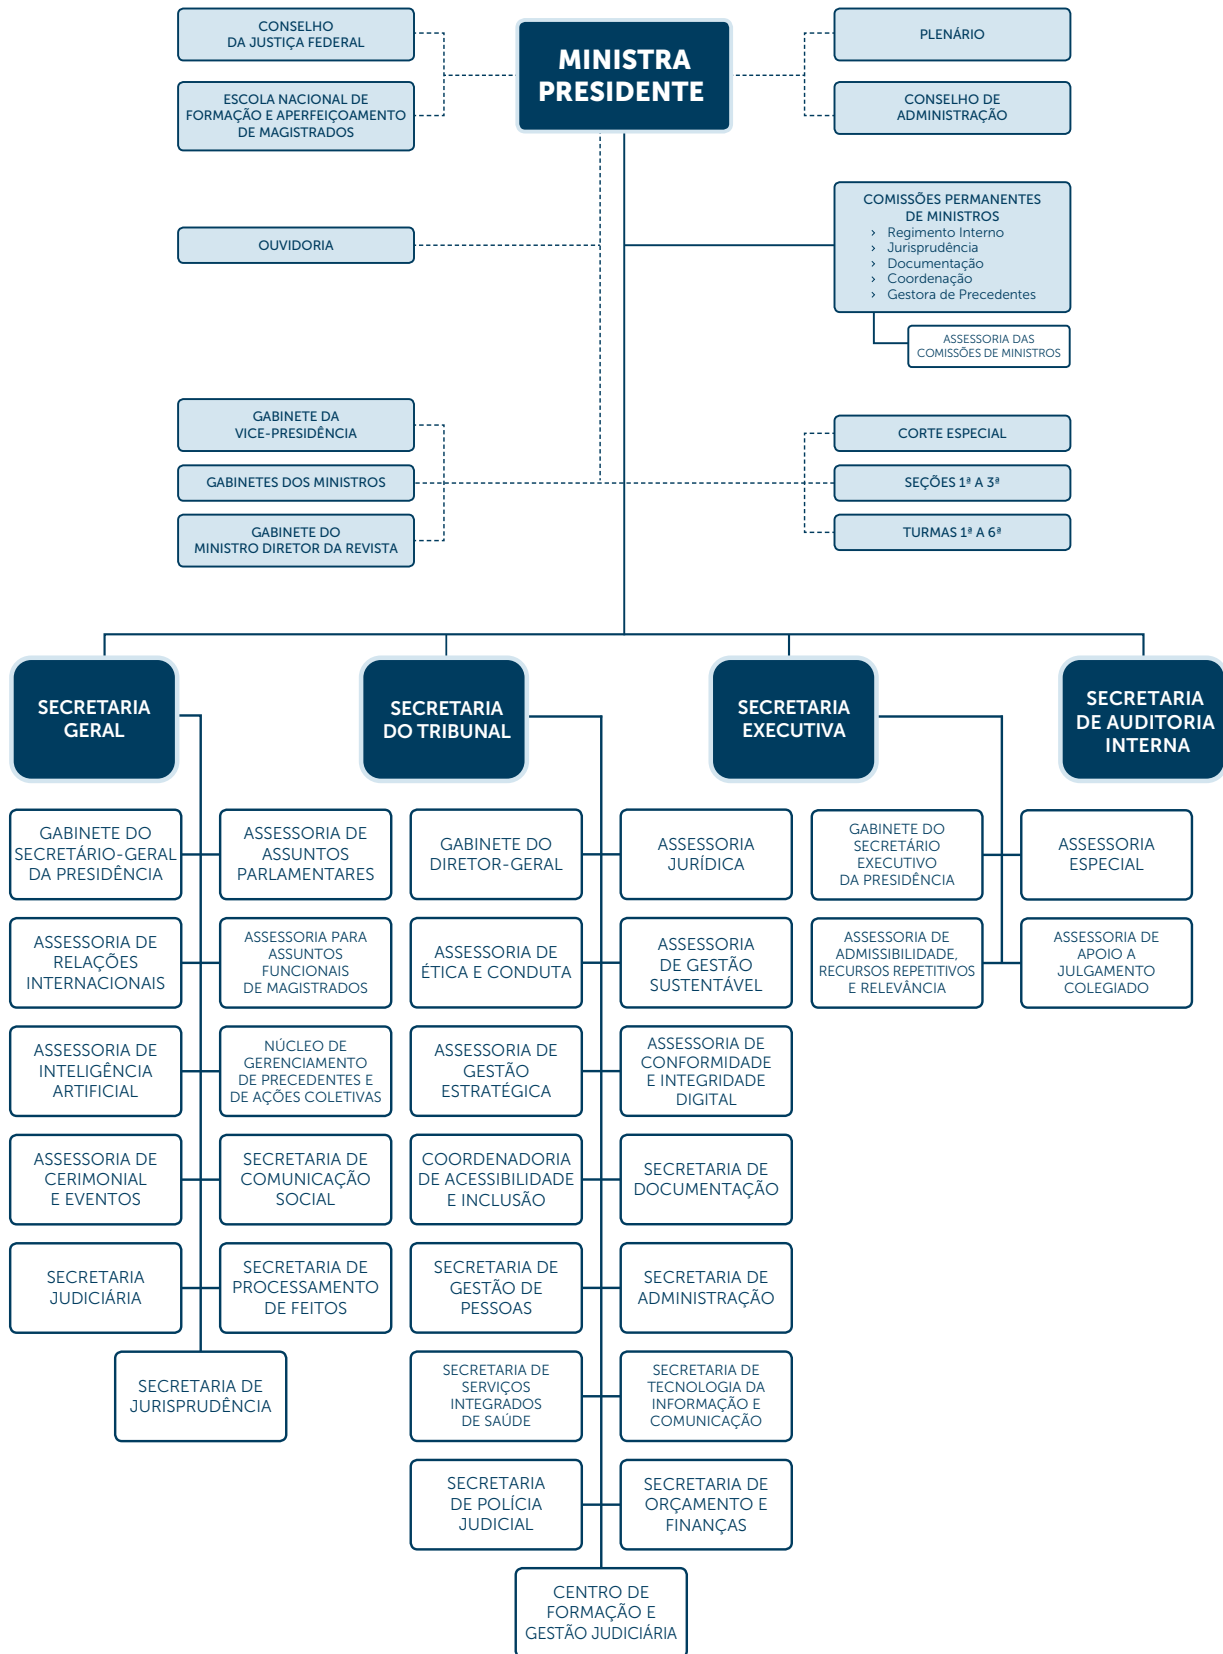 CONSELHO
DA JUSTIÇA FEDERAL
ESCOLA NACIONAL DE
FORMAÇÃO E APERFEIÇOAMENTO
DE MAGISTRADOS
MINISTRA
PRESIDENTE
PLENÁRIO
CONSELHO DE
ADMINISTRAÇÃO
OUVIDORIA
COMISSÕES PERMANENTES
DE MINISTROS
› Regimento Interno
› Jurisprudência
› Documentação
› Coordenação
› Gestora de Precedentes
ASSESSORIA DAS
COMISSÕES DE MINISTROS
GABINETE DA
VICE-PRESIDÊNCIA
GABINETES DOS MINISTROS
GABINETE DO
MINISTRO DIRETOR DA REVISTA
CORTE ESPECIAL
SEÇÕES 1ª A 3ª
TURMAS 1ª A 6ª
SECRETARIA
GERAL
SECRETARIA
DO TRIBUNAL
SECRETARIA
EXECUTIVA
SECRETARIA
DE AUDITORIA
INTERNA
GABINETE DO
SECRETÁRIO-GERAL
DA PRESIDÊNCIA
ASSESSORIA DE
ASSUNTOS
PARLAMENTARES
ASSESSORIA DE
RELAÇÕES
INTERNACIONAIS
ASSESSORIA PARA
ASSUNTOS
FUNCIONAIS
DE MAGISTRADOS
ASSESSORIA DE
INTELIGÊNCIA
ARTIFICIAL
NÚCLEO DE
GERENCIAMENTO
DE PRECEDENTES E
DE AÇÕES COLETIVAS
ASSESSORIA DE
CERIMONIAL
E EVENTOS
SECRETARIA DE
COMUNICAÇÃO
SOCIAL
SECRETARIA
JUDICIÁRIA
SECRETARIA DE
PROCESSAMENTO
DE FEITOS
SECRETARIA DE
JURISPRUDÊNCIA
GABINETE DO
DIRETOR-GERAL
ASSESSORIA
JURÍDICA
ASSESSORIA DE
ÉTICA E CONDUTA
ASSESSORIA
DE GESTÃO
SUSTENTÁVEL
ASSESSORIA DE
GESTÃO
ESTRATÉGICA
ASSESSORIA DE
CONFORMIDADE
E INTEGRIDADE
DIGITAL
COORDENADORIA
DE ACESSIBILIDADE
E INCLUSÃO
SECRETARIA DE
DOCUMENTAÇÃO
SECRETARIA DE
GESTÃO DE
PESSOAS
SECRETARIA DE
ADMINISTRAÇÃO
SECRETARIA DE
SERVIÇOS
INTEGRADOS
DE SAÚDE
SECRETARIA DE
TECNOLOGIA DA
INFORMAÇÃO E
COMUNICAÇÃO
SECRETARIA
DE POLÍCIA
JUDICIAL
SECRETARIA DE
ORÇAMENTO E
FINANÇAS
CENTRO DE
FORMAÇÃO E
GESTÃO JUDICIÁRIA
GABINETE DO
SECRETÁRIO
EXECUTIVO
DA PRESIDÊNCIA
ASSESSORIA
ESPECIAL
ASSESSORIA DE
ADMISSIBILIDADE,
RECURSOS REPETITIVOS
E RELEVÂNCIA
ASSESSORIA DE
APOIO A
JULGAMENTO
COLEGIADO